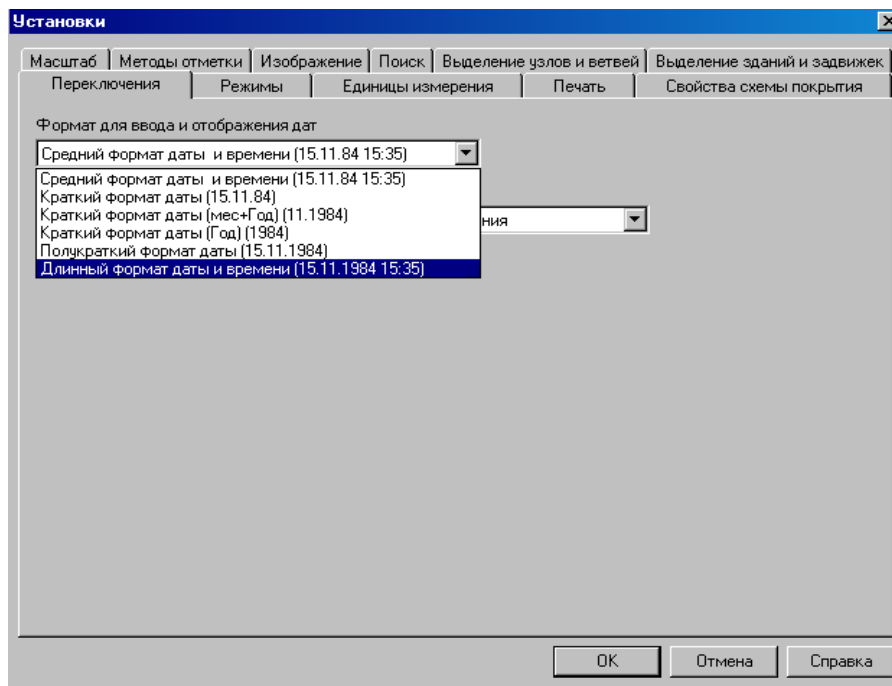 Установки
Масштаб Методы отметки Изображение Поиск Выделение узлов и ветвей Выделение зданий и задвижек
Переключения Режимы Единицы измерения Печать Свойства схемы покрытия
Формат для ввода и отображения дат
Средний формат даты и времени (15.11.84 15:35)
Средний формат даты и времени (15.11.84 15:35)
Краткий формат даты (15.11.84)
Краткий формат даты (мес+Год) (11.1984)
ния
Краткий формат даты (Год) (1984)
Полукраткий формат даты (15.11.1984)
Длинный формат даты и времени (15.11.1984 15:35)
OK Отмена Справка